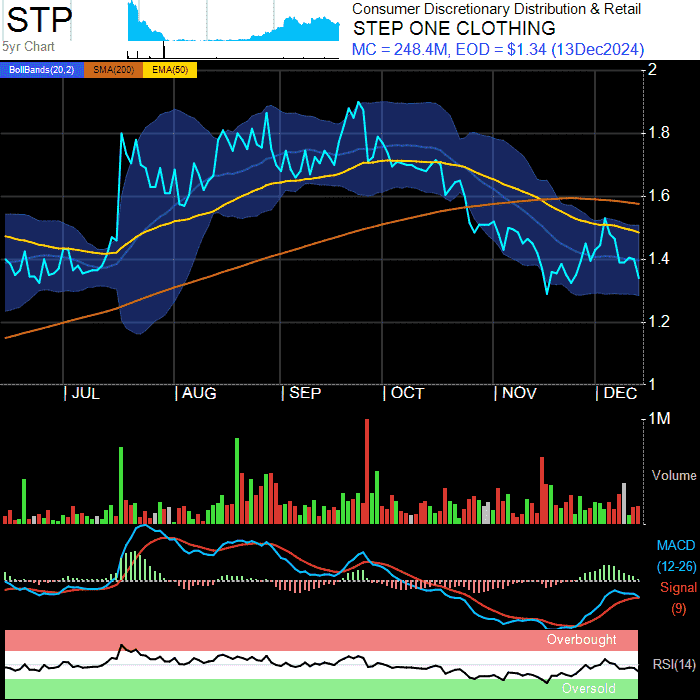 STP
5yr Chart
Consumer Discretionary Distribution & Retail
STEP ONE CLOTHING
MC = 248.4M, EOD = $1.34 (13Dec2024)
BollBands(20,2) SMA(200) EMA(50)
2
1.8
1.6
1.4
1.2
1
JUL AUG SEP OCT NOV DEC
1M
Volume
MACD
(12-26)
Signal
(9)
Overbought
RSI(14)
Oversold